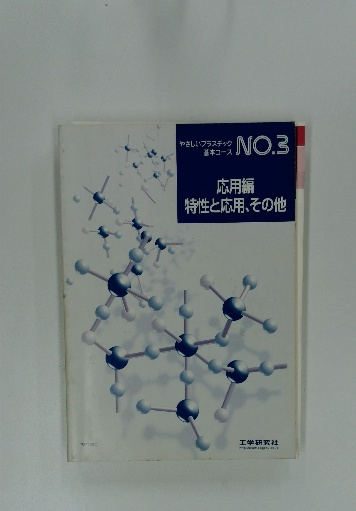 やさしいプラスチック
基本コース NO.3
応用編
特性と応用、その他
工学研究社